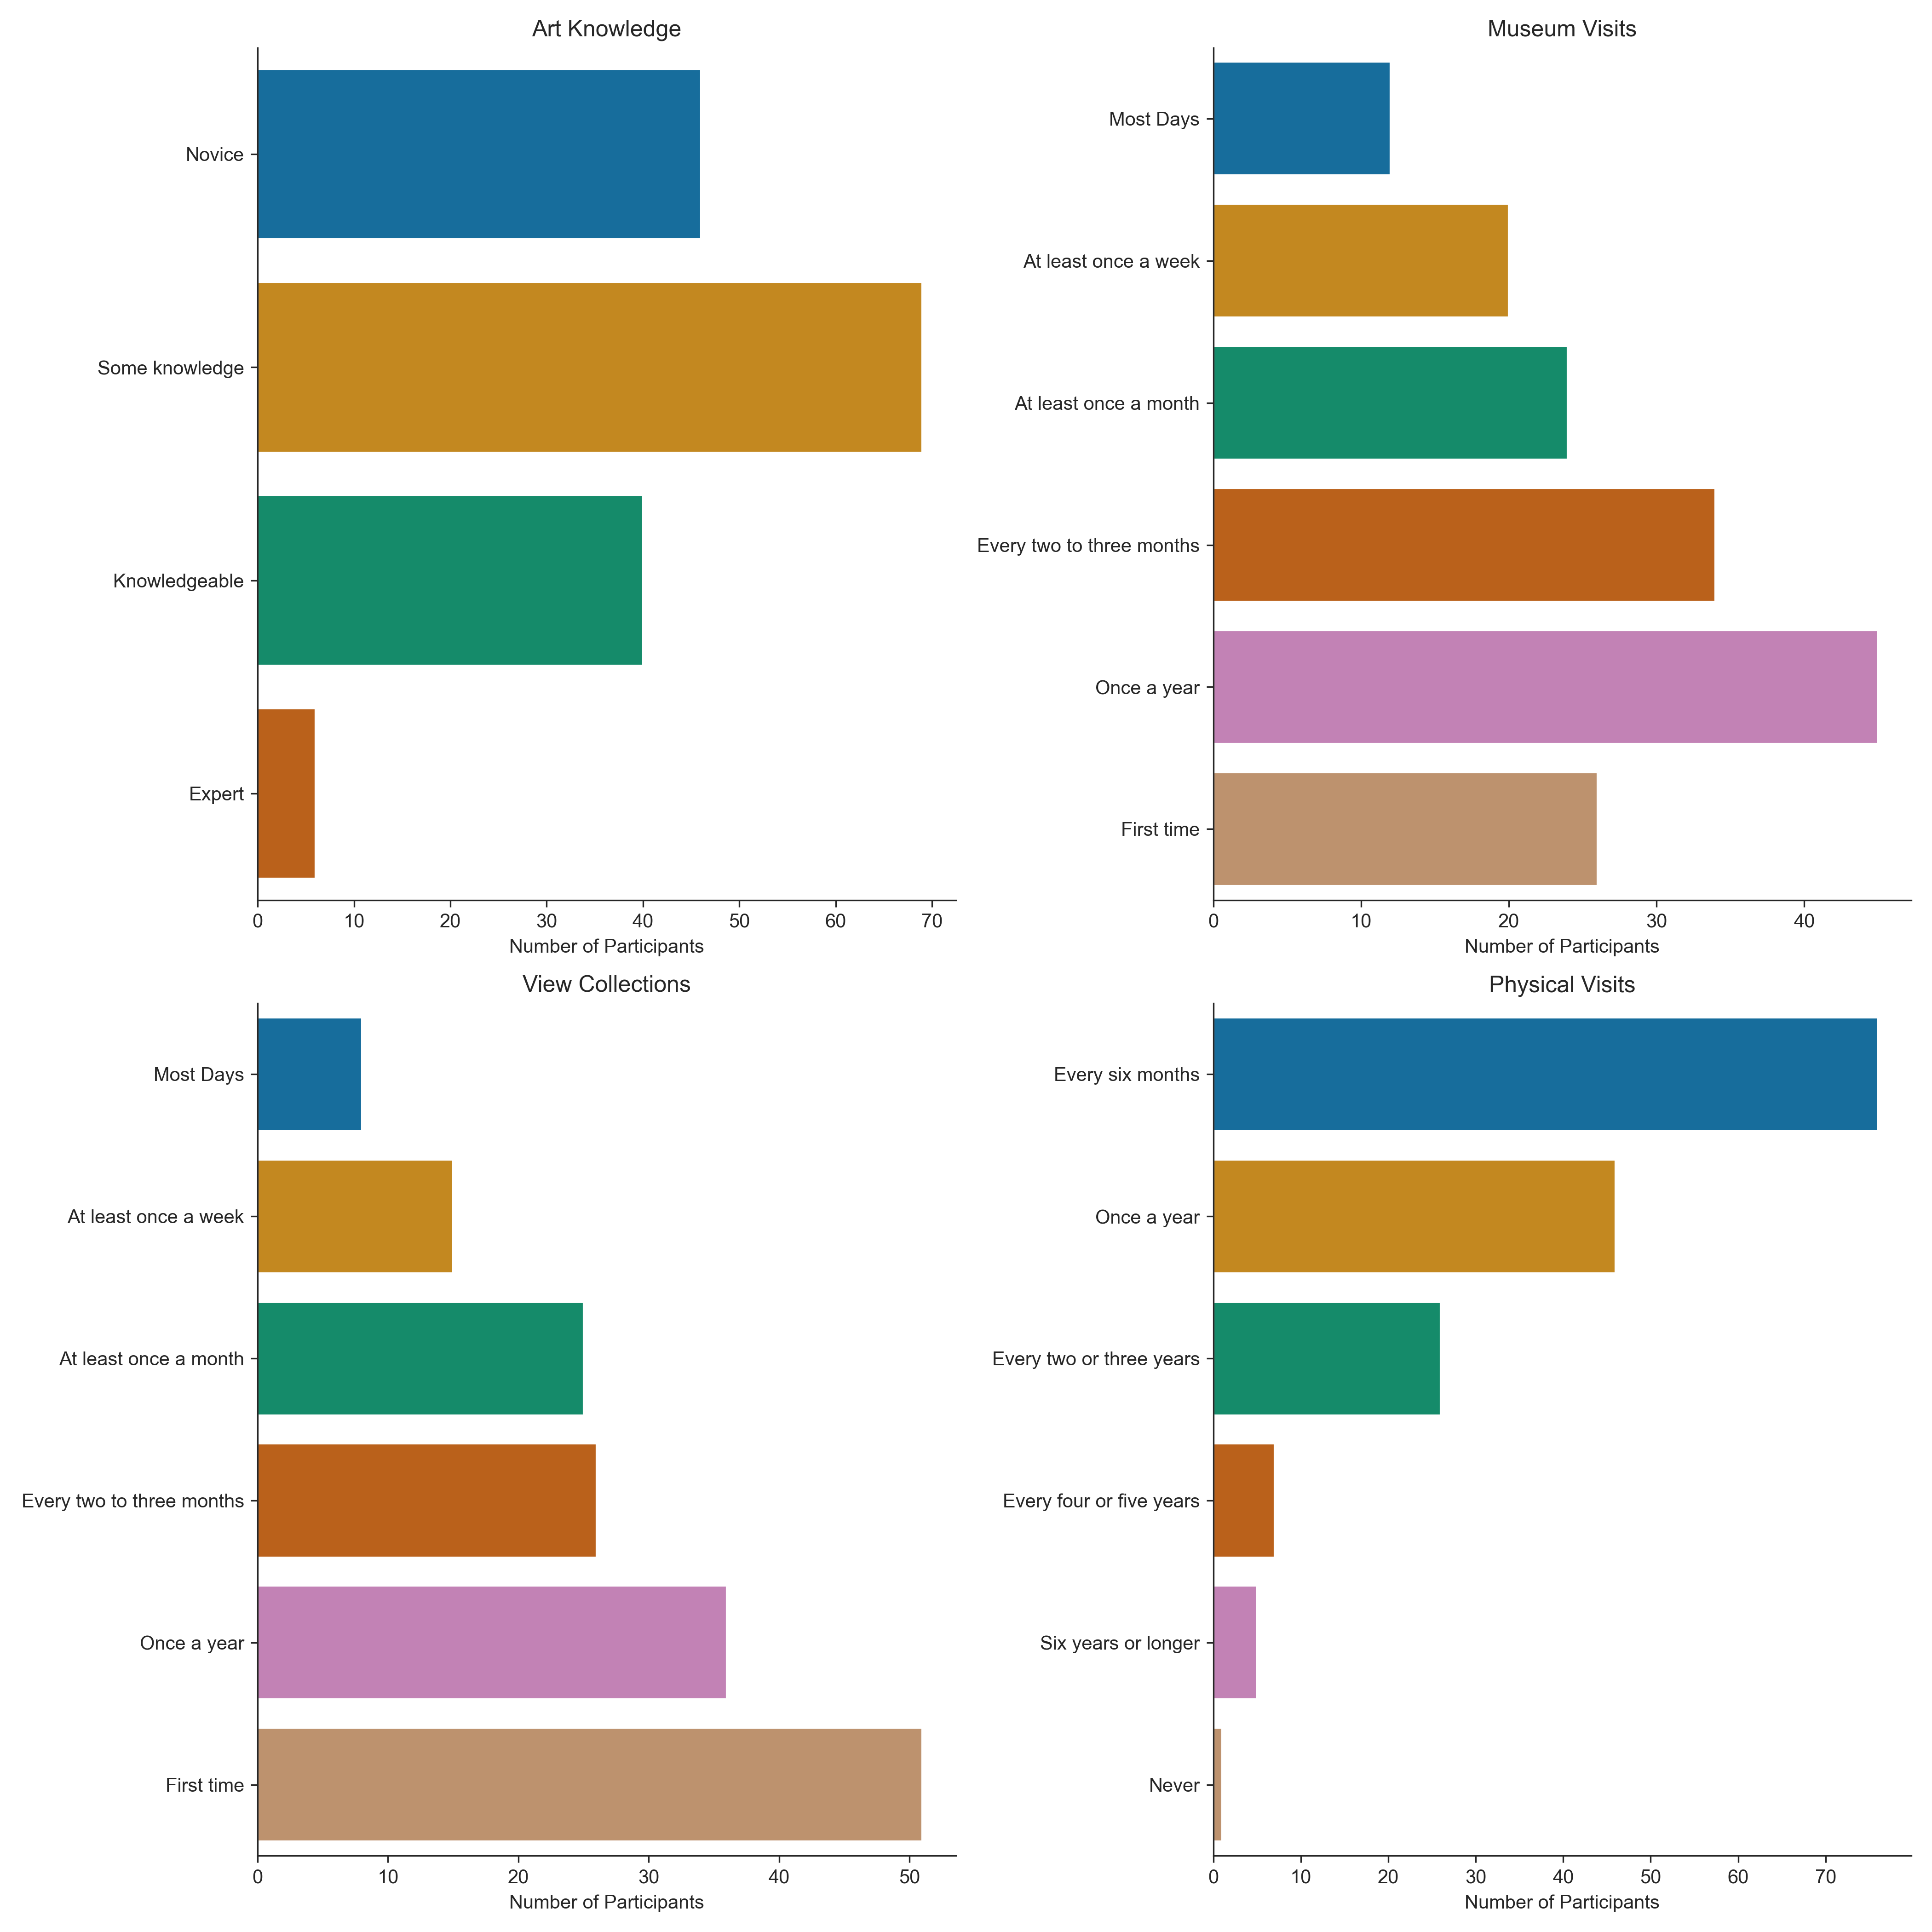 Art Knowledge
Novice
Some knowledge
Knowledgeable
Expert
0 10 20 30 40 50 60 70
Number of Participants
Museum Visits
Most Days
At least once a week
At least once a month
Every two to three months
Once a year
First time
0 10 20 30 40
Number of Participants
View Collections
Most Days
At least once a week
At least once a month
Every two to three months
Once a year
First time
0 10 20 30 40 50
Number of Participants
Physical Visits
Every six months
Once a year
Every two or three years
Every four or five years
Six years or longer
Never
0 10 20 30 40 50 60 70
Number of Participants